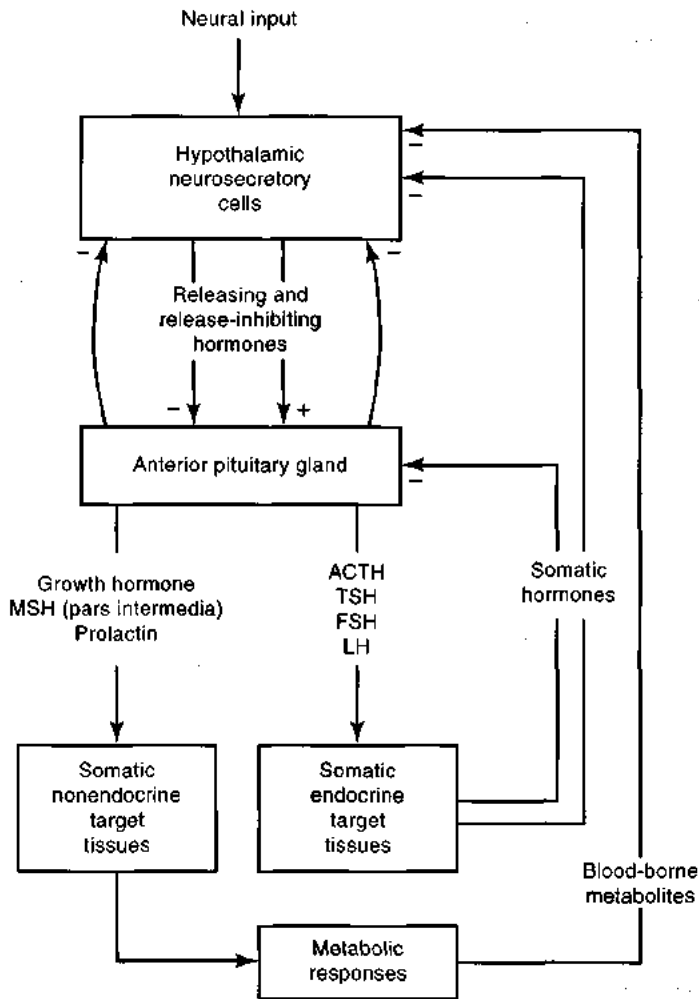 Neural input
Hypothalamic
neurosecretory
cells
−
−
−
−
Releasing and
release-inhibiting
hormones
−
+
Anterior pituitary gland
−
Growth hormone
MSH (pars intermedia)
Prolactin
ACTH
TSH
FSH
LH
Somatic
hormones
Somatic
nonendocrine
target
tissues
Somatic
endocrine
target
tissues
Blood-borne
metabolites
Metabolic
responses